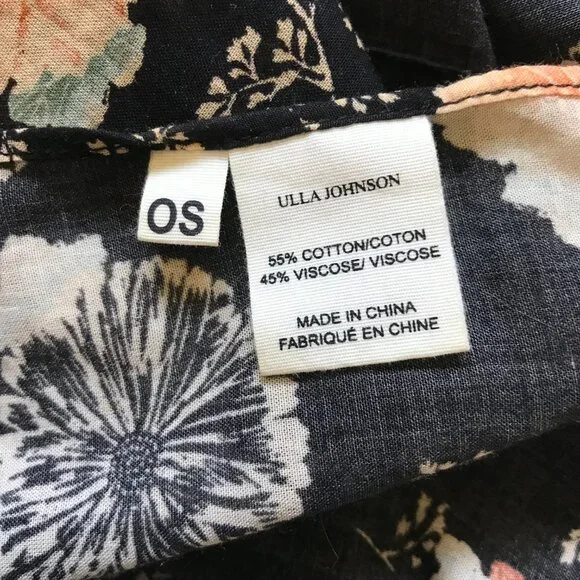 OS
ULLA JOHNSON
55% COTTON/COTON
45% VISCOSE/ VISCOSE
MADE IN CHINA
FABRIQUÉ EN CHINE